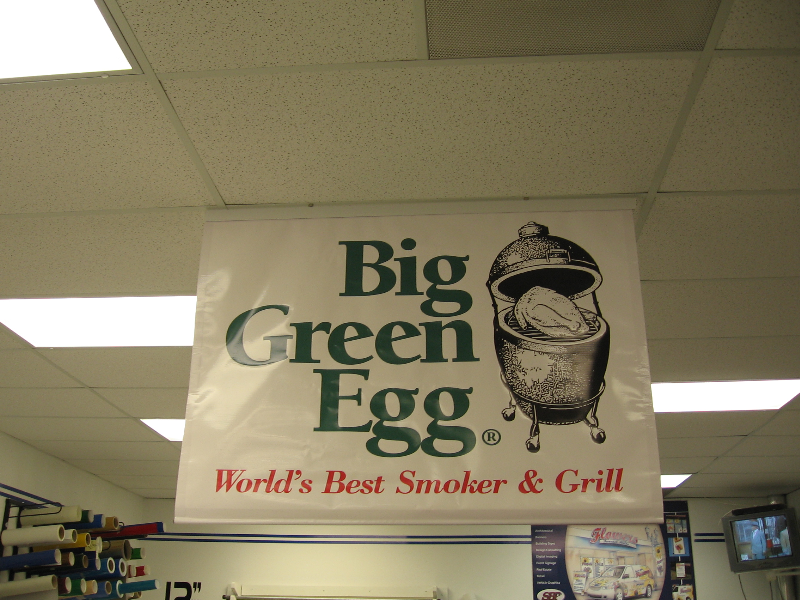 Big
Green
Egg®
World's Best Smoker & Grill
12"